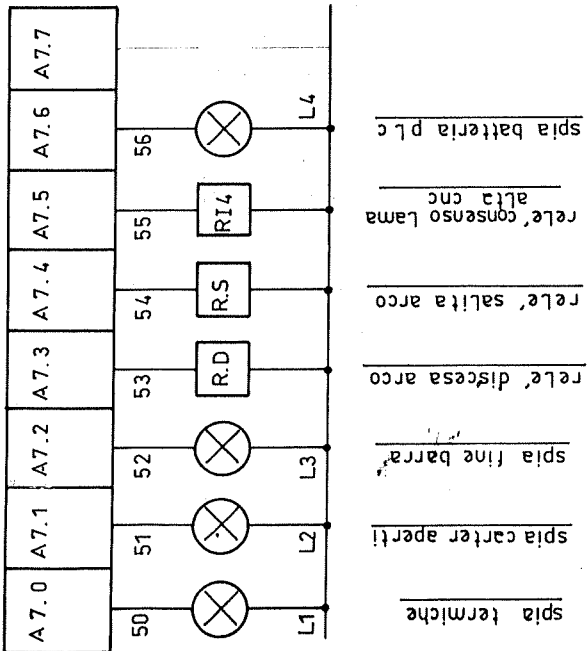 A7.0
A7.1
A7.2
A7.3
A7.4
A7.5
A7.6
A7.7
50
51
52
53
54
55
56
R.D
R.S
RI4
L1
L2
L3
L4
spia termiche
spia carter aperti
spia fine barra
rele' discesa arco
rele' salita arco
rele' consenso lama
alta cnc
spia batteria p l c